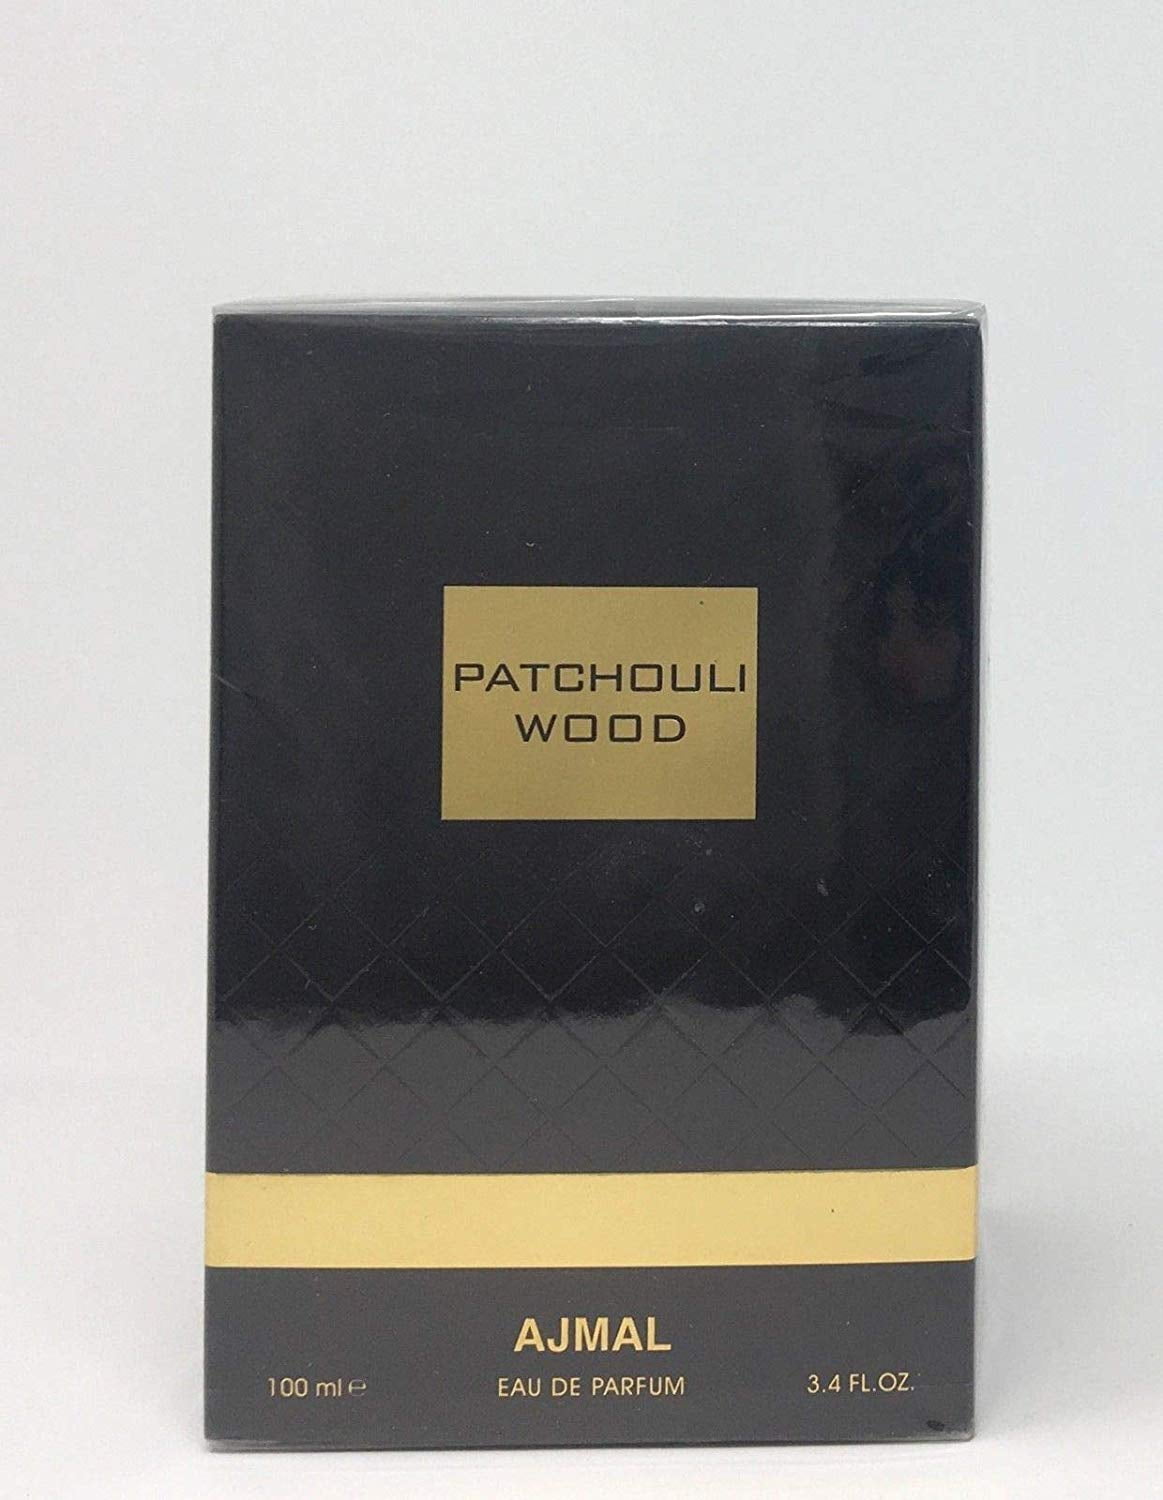 PATCHOULI
WOOD
AJMAL
100 ml ℮ EAU DE PARFUM 3.4 FL.OZ.